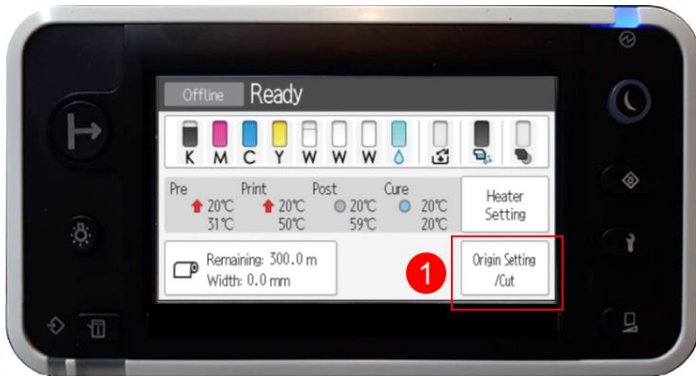 Offline Ready
K M C Y W W W
Pre Print Post Cure
20℃ 20℃ 20℃ 20℃
31℃ 50℃ 59℃ 20℃
Heater
Setting
Remaining: 300.0 m
Width: 0.0 mm
1
Origin Setting
/Cut